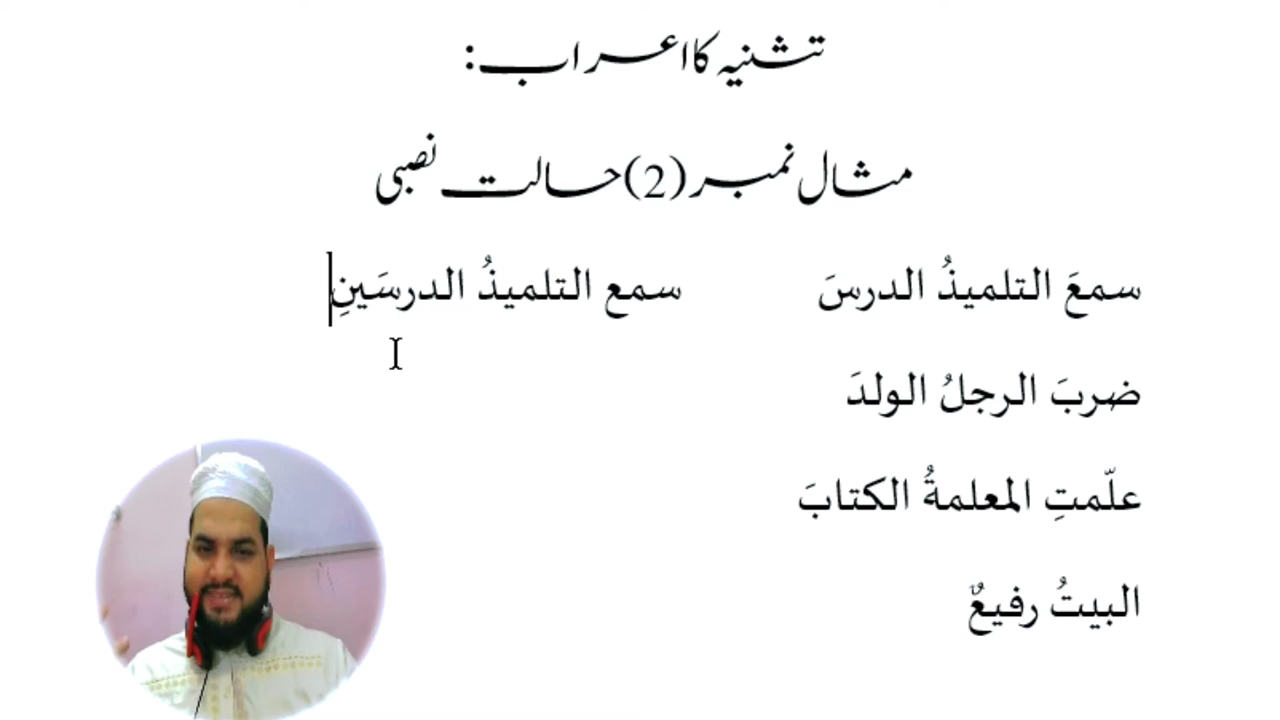 تثنیہ کا اعراب:
مثال نمبر (2) حالت نصبی
سمعَ التلميذُ الدرسَ سمع التلميذُ الدرسَينِ
ضربَ الرجلُ الولدَ
علّمتِ المعلمةُ الكتابَ
البيتُ رفيعٌ